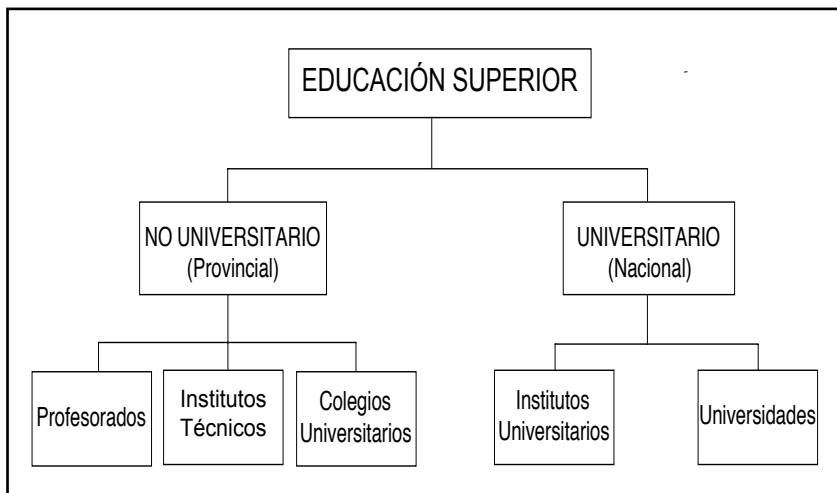 EDUCACIÓN SUPERIOR
NO UNIVERSITARIO
(Provincial)
UNIVERSITARIO
(Nacional)
Profesorados
Institutos
Técnicos
Colegios
Universitarios
Institutos
Universitarios
Universidades